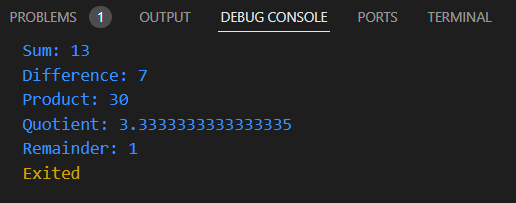 PROBLEMS 1 OUTPUT DEBUG CONSOLE PORTS TERMINAL
Sum: 13
Difference: 7
Product: 30
Quotient: 3.3333333333333335
Remainder: 1
Exited